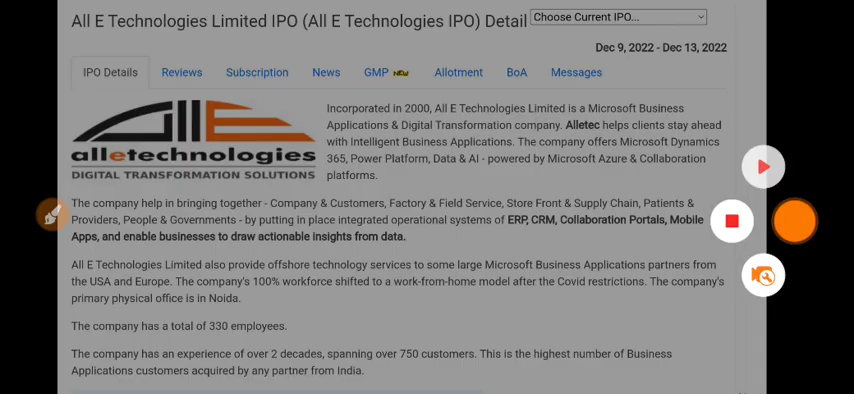 All E Technologies Limited IPO (All E Technologies IPO) Detail
Choose Current IPO...
Dec 9, 2022 - Dec 13, 2022
IPO Details Reviews Subscription News GMP NEW Allotment BoA Messages
alletechnologies
DIGITAL TRANSFORMATION SOLUTIONS
Incorporated in 2000, All E Technologies Limited is a Microsoft Business
Applications & Digital Transformation company. Alletec helps clients stay ahead
with Intelligent Business Applications. The company offers Microsoft Dynamics
365, Power Platform, Data & AI - powered by Microsoft Azure & Collaboration
platforms.
The company help in bringing together - Company & Customers, Factory & Field Service, Store Front & Supply Chain, Patients &
Providers, People & Governments - by putting in place integrated operational systems of ERP, CRM, Collaboration Portals, Mobile
Apps, and enable businesses to draw actionable insights from data.
All E Technologies Limited also provide offshore technology services to some large Microsoft Business Applications partners from
the USA and Europe. The company's 100% workforce shifted to a work-from-home model after the Covid restrictions. The company's
primary physical office is in Noida.
The company has a total of 330 employees.
The company has an experience of over 2 decades, spanning over 750 customers. This is the highest number of Business
Applications customers acquired by any partner from India.